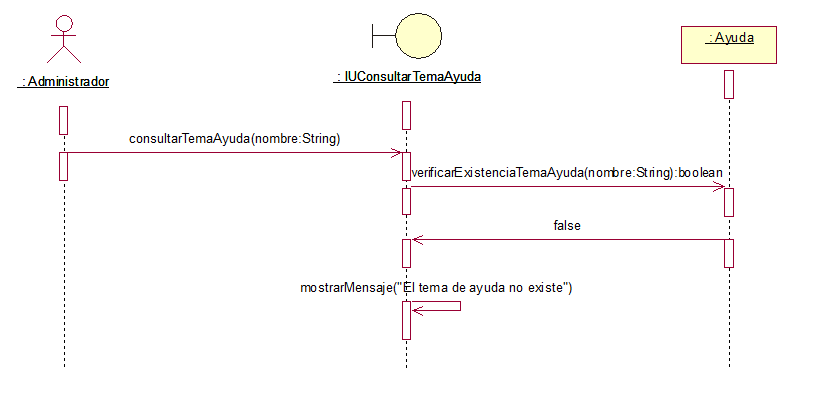 : Ayuda
: Administrador
: IUConsultarTemaAyuda
consultarTemaAyuda(nombre:String)
verificarExistenciaTemaAyuda(nombre:String):boolean
false
mostrarMensaje("El tema de ayuda no existe")